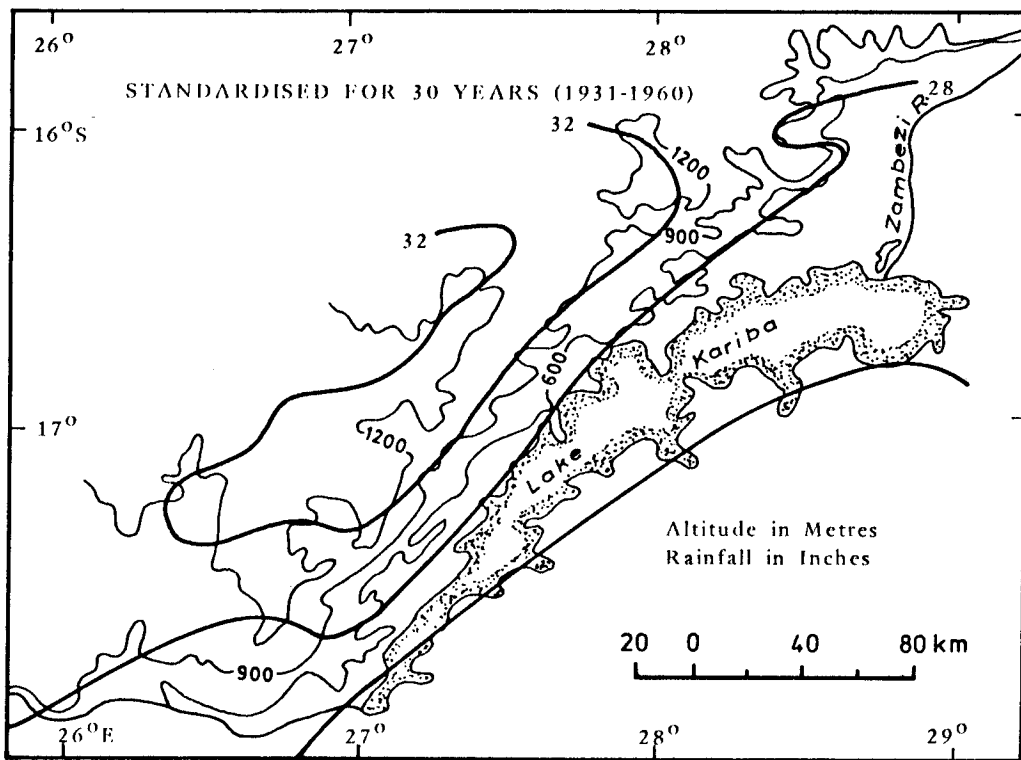 26° 27° 28°
STANDARDISED FOR 30 YEARS (1931-1960)
28
32
16°S
1200
Zambezi R.
900
32
Kariba
600
17°
1200
Lake
Altitude in Metres
Rainfall in Inches
20 0 40 80 km
900
26°E 27° 28° 29°